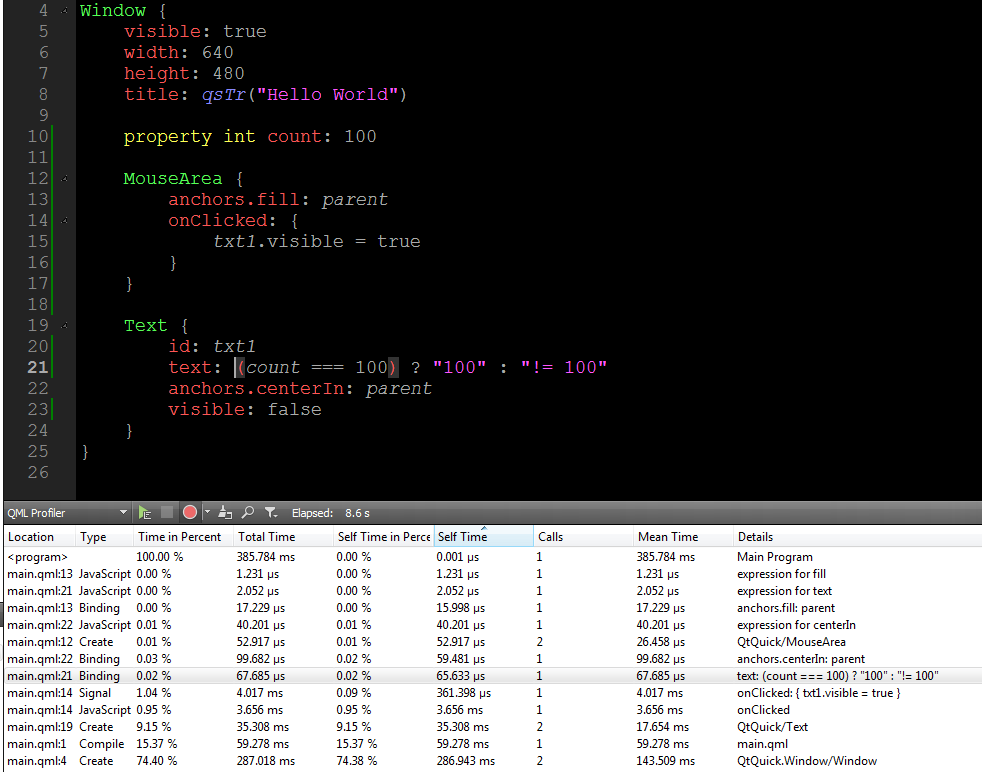 4 Window {
5 visible: true
6 width: 640
7 height: 480
8 title: qsTr("Hello World")
9
10 property int count: 100
11
12 MouseArea {
13 anchors.fill: parent
14 onClicked: {
15 txt1.visible = true
16 }
17 }
18
19 Text {
20 id: txt1
21 text: (count === 100) ? "100" : "!= 100"
22 anchors.centerIn: parent
23 visible: false
24 }
25 }
26
QML Profiler Elapsed: 8.6 s
Location Type Time in Percent Total Time Self Time in Perce Self Time Calls Mean Time Details
<program> 100.00 % 385.784 ms 0.00 % 0.001 µs 1 385.784 ms Main Program
main.qml:13 JavaScript 0.00 % 1.231 µs 0.00 % 1.231 µs 1 1.231 µs expression for fill
main.qml:21 JavaScript 0.00 % 2.052 µs 0.00 % 2.052 µs 1 2.052 µs expression for text
main.qml:13 Binding 0.00 % 17.229 µs 0.00 % 15.998 µs 1 17.229 µs anchors.fill: parent
main.qml:22 JavaScript 0.01 % 40.201 µs 0.01 % 40.201 µs 1 40.201 µs expression for centerIn
main.qml:12 Create 0.01 % 52.917 µs 0.01 % 52.917 µs 2 26.458 µs QtQuick/MouseArea
main.qml:22 Binding 0.03 % 99.682 µs 0.02 % 59.481 µs 1 99.682 µs anchors.centerIn: parent
main.qml:21 Binding 0.02 % 67.685 µs 0.02 % 65.633 µs 1 67.685 µs text: (count === 100) ? "100" : "!= 100"
main.qml:14 Signal 1.04 % 4.017 ms 0.09 % 361.398 µs 1 4.017 ms onClicked: { txt1.visible = true }
main.qml:14 JavaScript 0.95 % 3.656 ms 0.95 % 3.656 ms 1 3.656 ms onClicked
main.qml:19 Create 9.15 % 35.308 ms 9.15 % 35.308 ms 2 17.654 ms QtQuick/Text
main.qml:1 Compile 15.37 % 59.278 ms 15.37 % 59.278 ms 1 59.278 ms main.qml
main.qml:4 Create 74.40 % 287.018 ms 74.38 % 286.943 ms 2 143.509 ms QtQuick.Window/Window